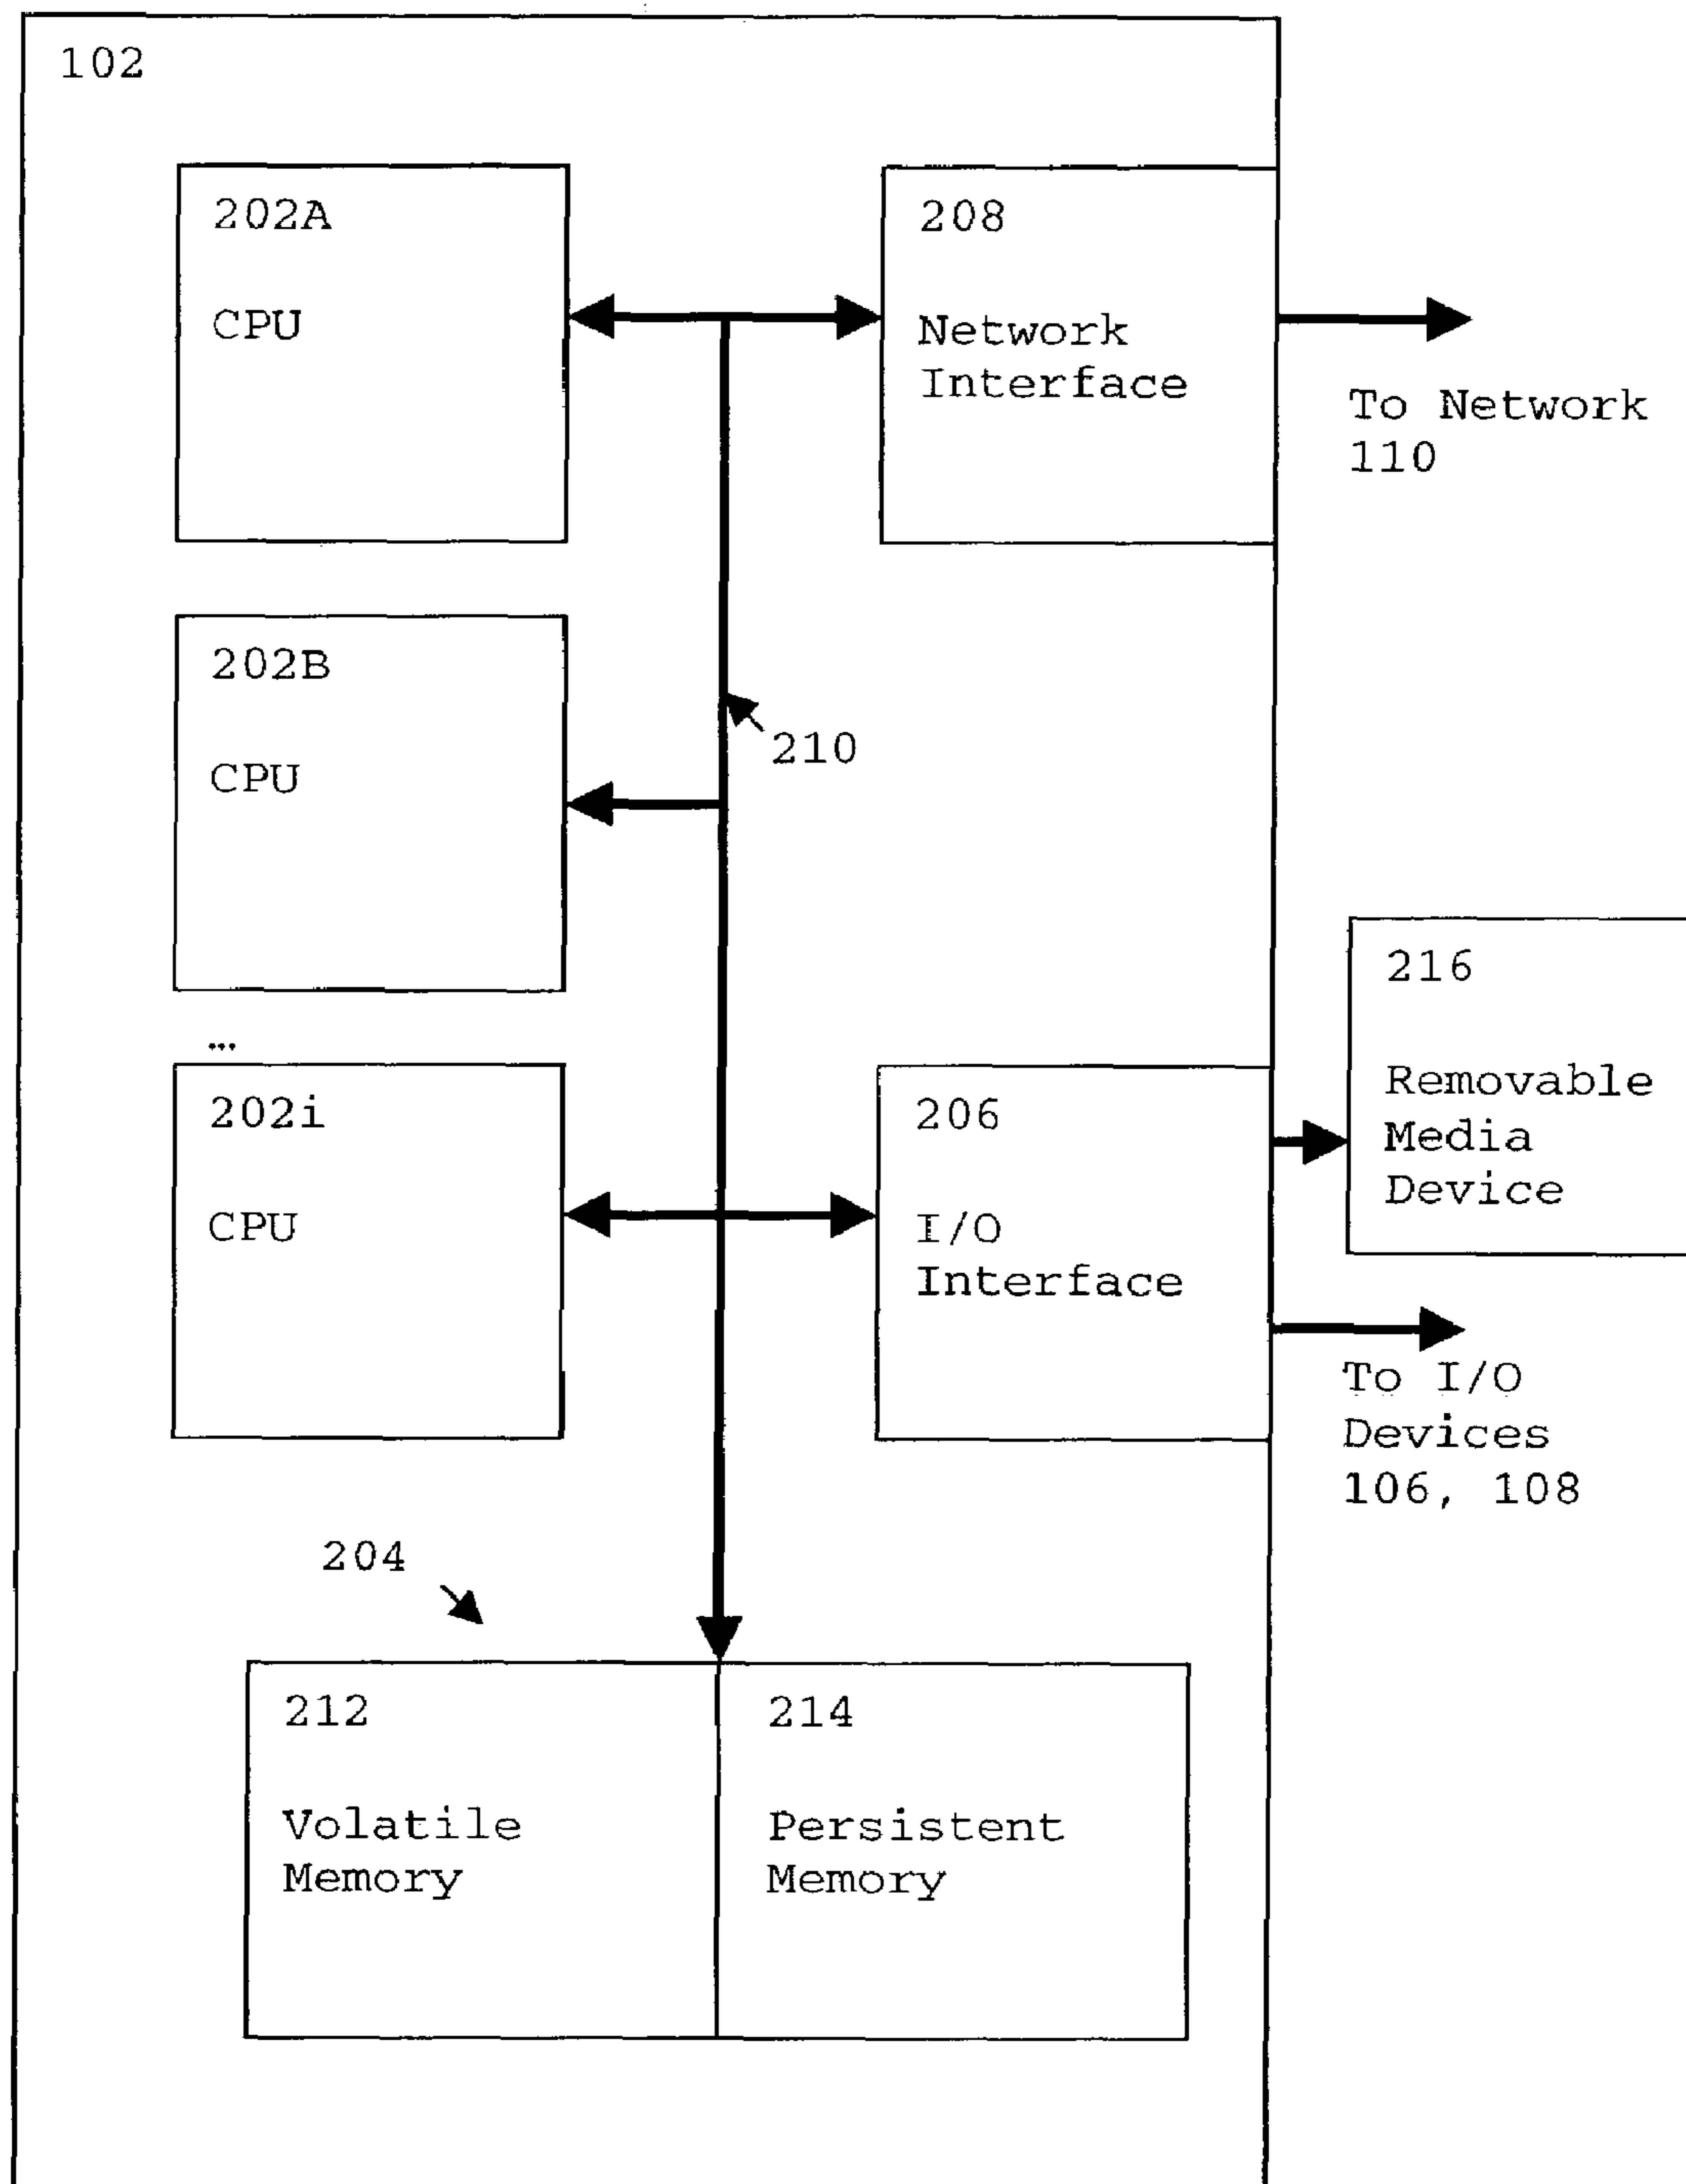 102
202A
CPU
208
Network
Interface
To Network
110
202B
CPU
210
216
Removable
Media
Device
...
202i
CPU
206
I/O
Interface
To I/O
Devices
106, 108
204
212
Volatile
Memory
214
Persistent
Memory